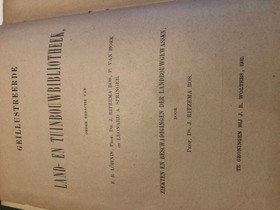 GEÏLLUSTREERDE
LAND- EN TUINBOUWBIBLIOTHEEK,
ONDER REDACTIE VAN
F. B. LÖHNIS, PROF. DR. J. RITZEMA BOS, P. VAN HOEK
en LEONARD A. SPRINGER.
ZIEKTEN EN BESCHADIGINGEN DER LANDBOUWGEWASSEN,
DOOR
PROF. DR. J. RITZEMA BOS.
TE GRONINGEN BIJ J. B. WOLTERS,